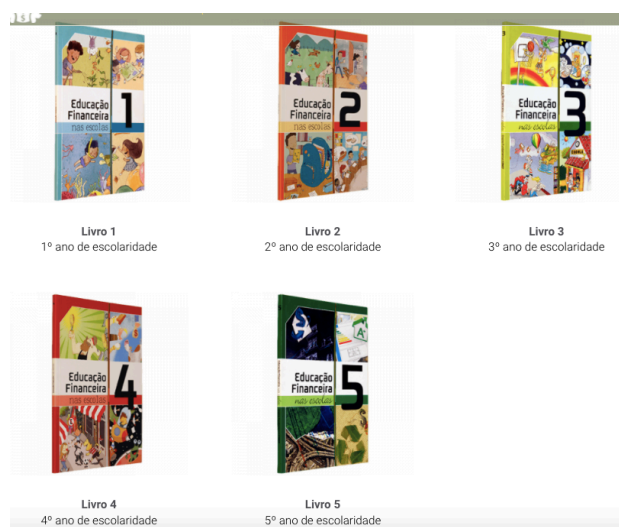 $
Educação
Financeira
nas escolas
1
Educação
Financeira
nas escolas
2
Educação
Financeira
nas escolas
3
Livro 1
1º ano de escolaridade
Livro 2
2º ano de escolaridade
Livro 3
3º ano de escolaridade
Educação
Financeira
nas escolas
4
Educação
Financeira
nas escolas
5
A
Livro 4
4º ano de escolaridade
Livro 5
5º ano de escolaridade